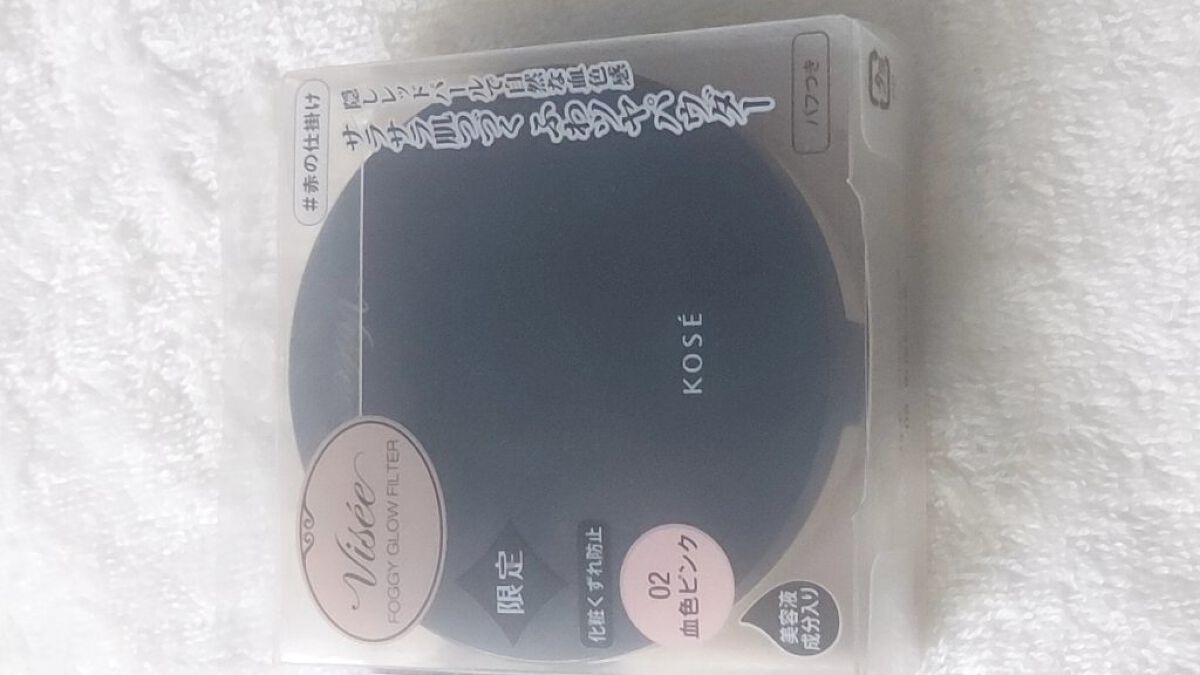 #赤の仕掛け
隠しレッドパールで自然な血色感
サラサラ肌つづく ふわツヤパウダー
パフつき
Visée
FOGGY GLOW FILTER
限定
化粧くずれ防止
02
血色ピンク
美容液
成分入り
KOSÉ